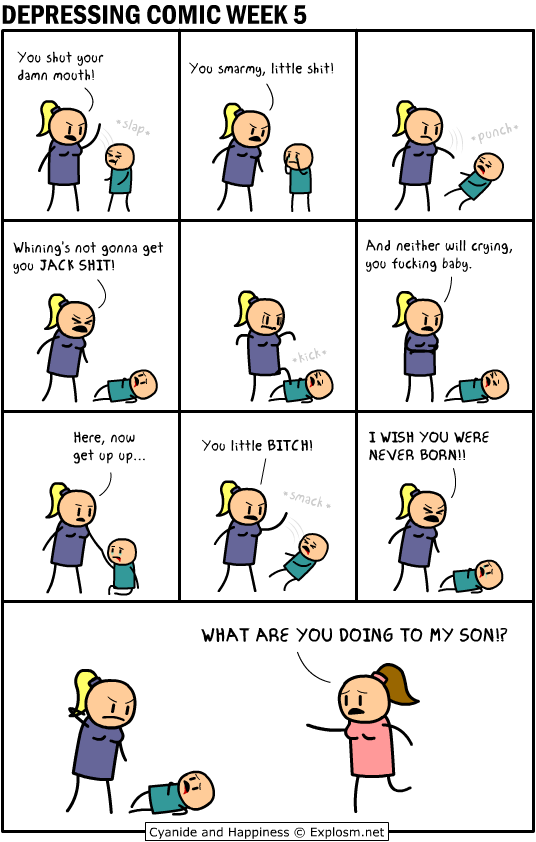 DEPRESSING COMIC WEEK 5
You shut your
damn mouth!
*slap*
You smarmy, little shit!
*punch*
Whining's not gonna get
you JACK SHIT!
*kick*
And neither will crying,
you fucking baby.
Here, now
get up up...
You little BITCH!
*smack*
I WISH YOU WERE
NEVER BORN!!
WHAT ARE YOU DOING TO MY SON!?
Cyanide and Happiness © Explosm.net